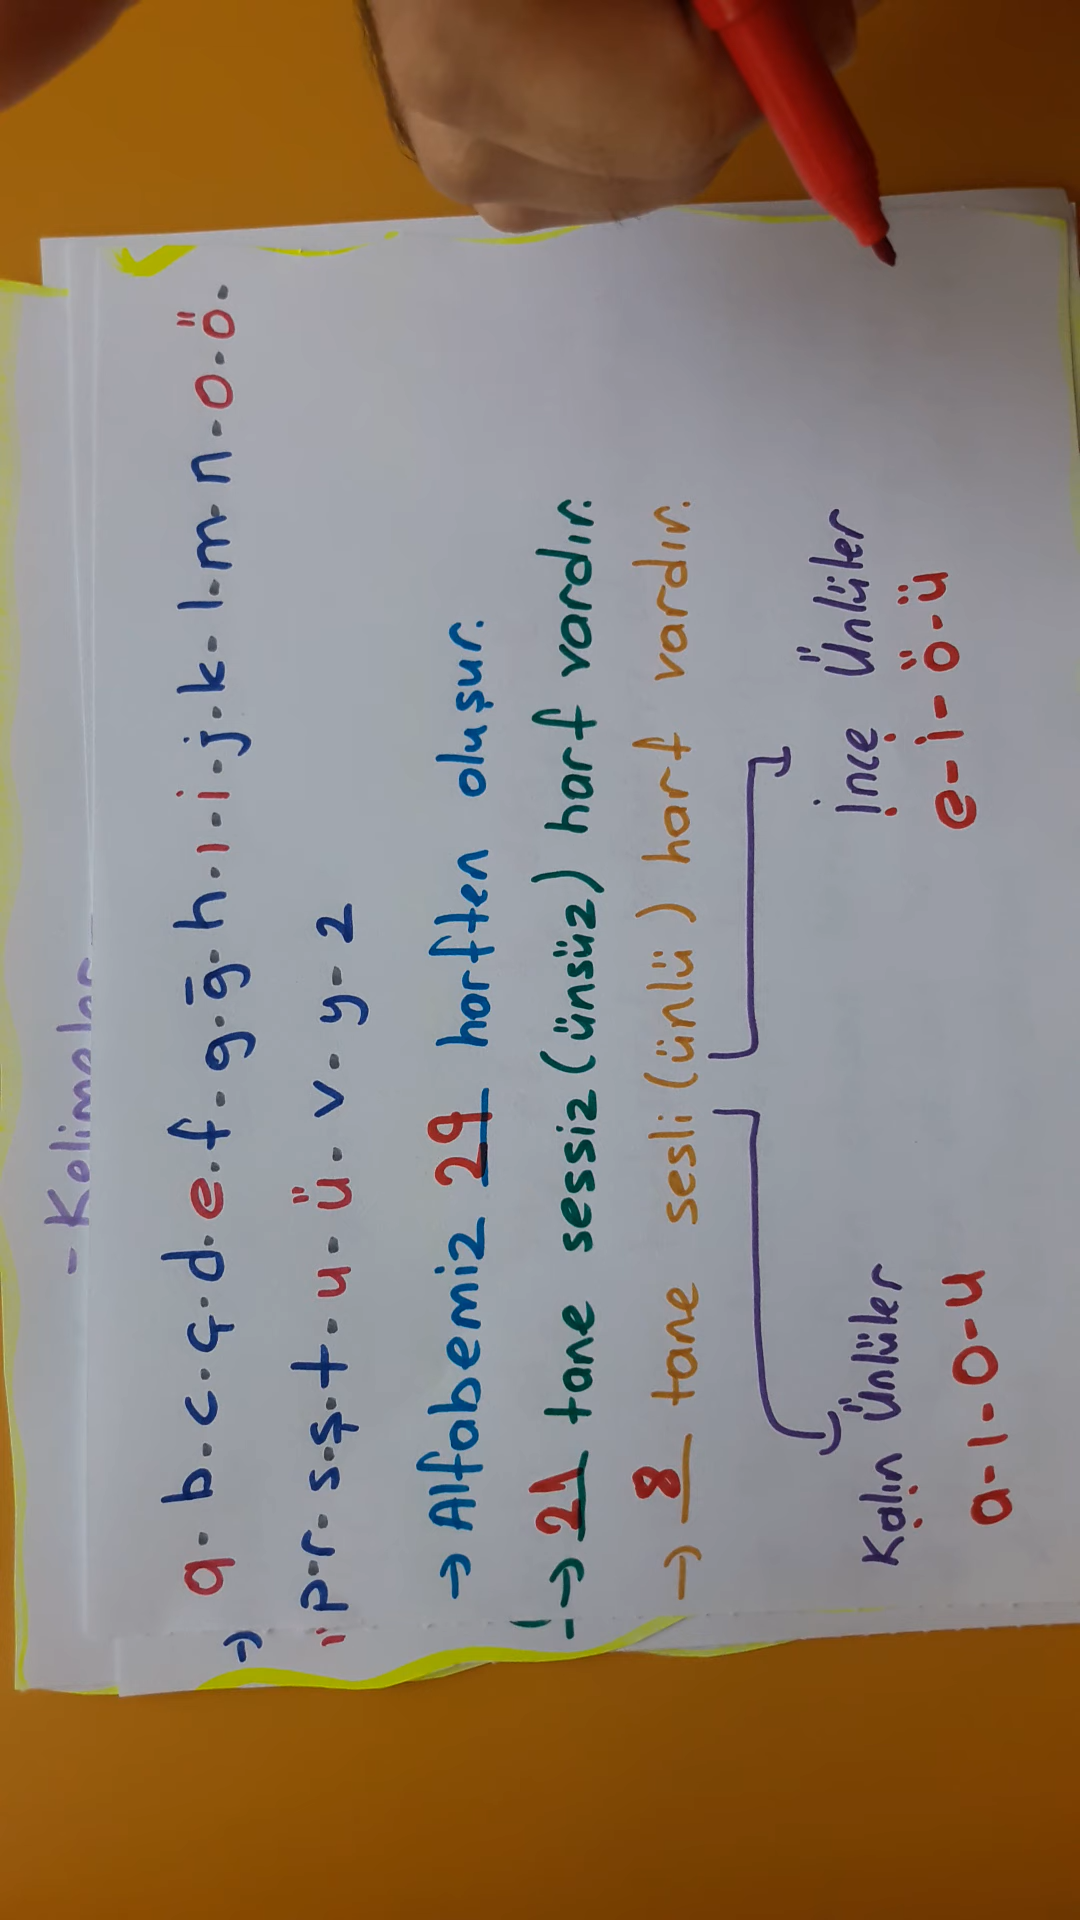 - Kelimeler
→ a-b-c-ç-d-e-f-g-ğ-h-ı-i-j-k-l-m-n-o-ö-
p-r-s-ş-t-u-ü-v-y-z
→ Alfabemiz 29 harften oluşur.
→ 21 tane sessiz (ünsüz) harf vardır.
→ 8 tane sesli (ünlü) harf vardır.
Kalın Ünlüler
a-ı-o-u
İnce Ünlüler
e-i-ö-ü